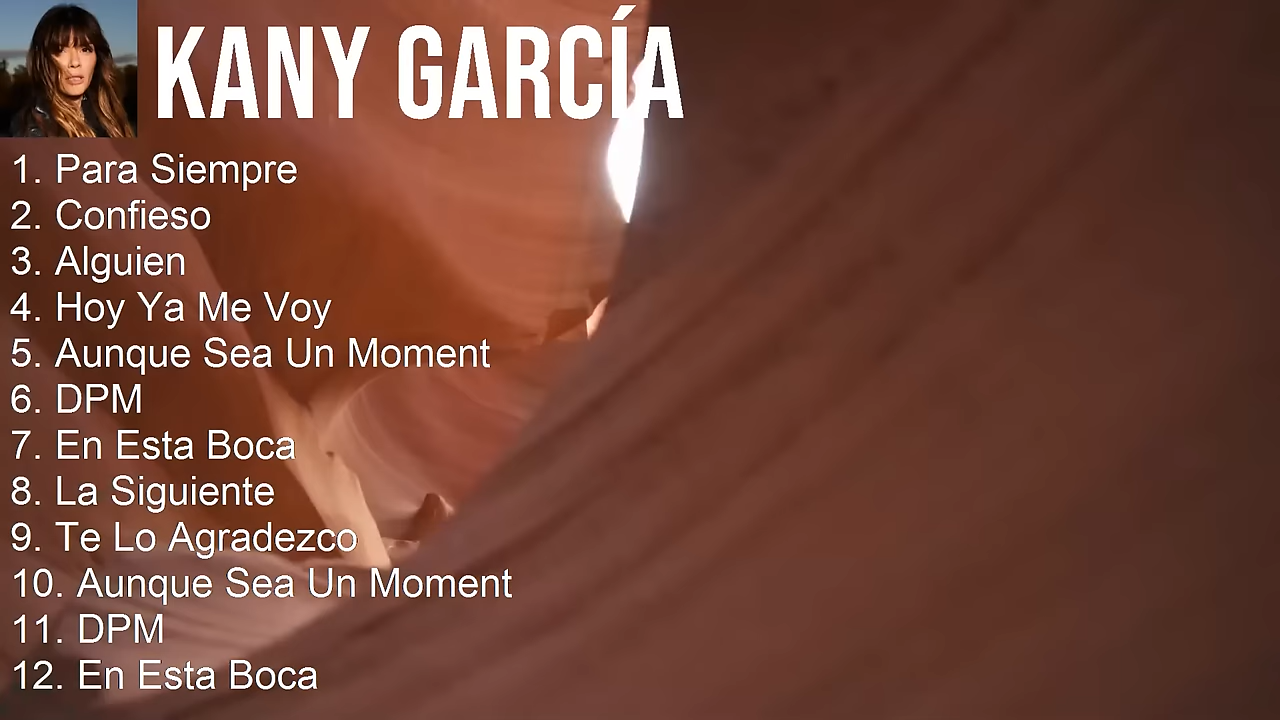 KANY GARCÍA
1. Para Siempre
2. Confieso
3. Alguien
4. Hoy Ya Me Voy
5. Aunque Sea Un Moment
6. DPM
7. En Esta Boca
8. La Siguiente
9. Te Lo Agradezco
10. Aunque Sea Un Moment
11. DPM
12. En Esta Boca